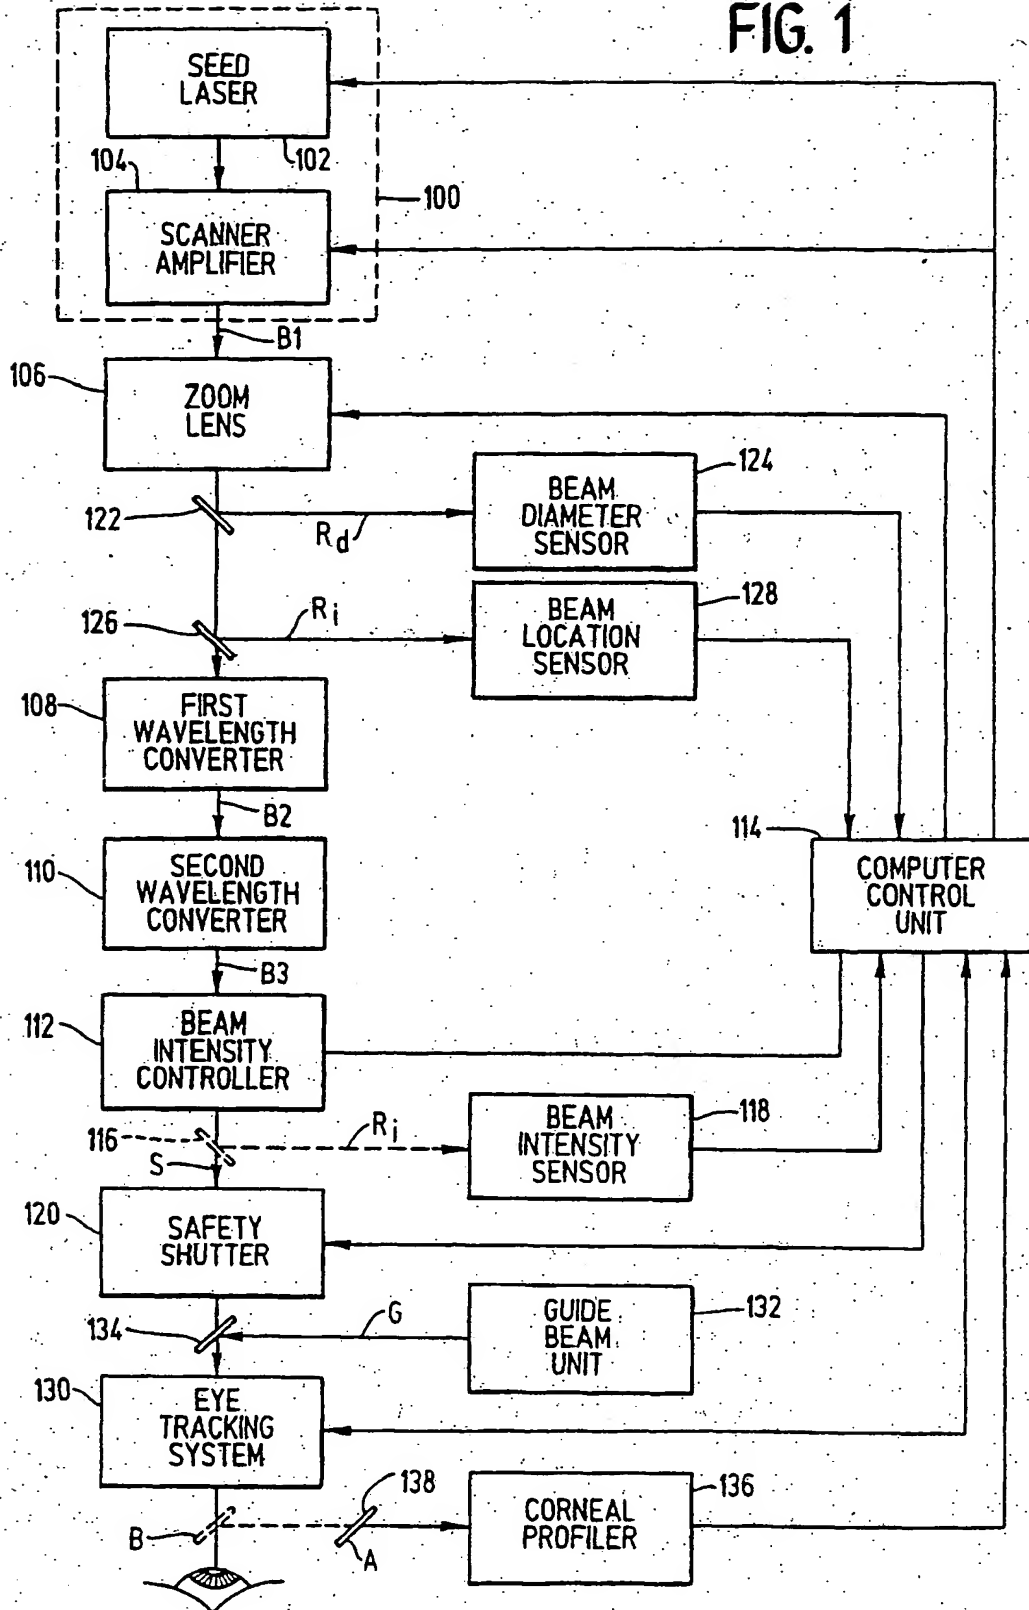 FIG. 1
SEED
LASER
102
104
100
SCANNER
AMPLIFIER
B1
106
ZOOM
LENS
122
Rd
BEAM
DIAMETER
SENSOR
124
126
Ri
BEAM
LOCATION
SENSOR
128
108
FIRST
WAVELENGTH
CONVERTER
B2
114
COMPUTER
CONTROL
UNIT
110
SECOND
WAVELENGTH
CONVERTER
B3
112
BEAM
INTENSITY
CONTROLLER
116
S
Ri
BEAM
INTENSITY
SENSOR
118
120
SAFETY
SHUTTER
134
G
GUIDE
BEAM
UNIT
132
130
EYE
TRACKING
SYSTEM
B
138
A
CORNEAL
PROFILER
136